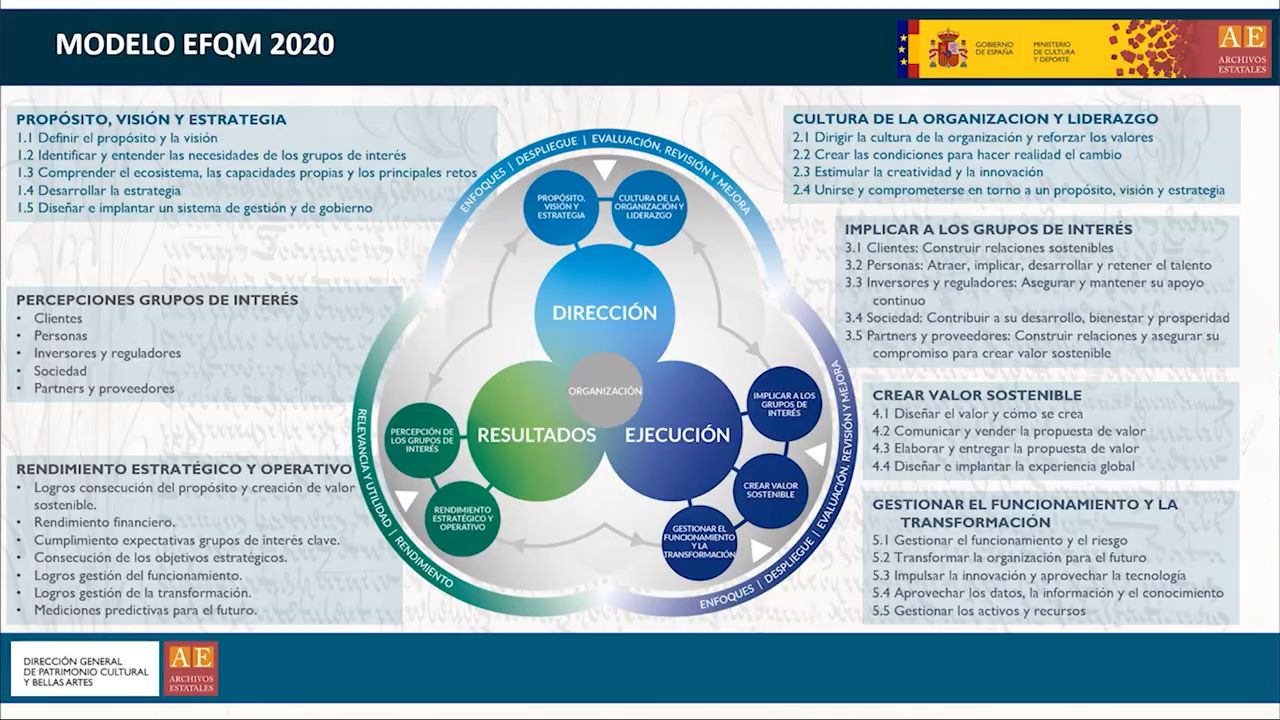 MODELO EFQM 2020
GOBIERNO
DE ESPAÑA
MINISTERIO
DE CULTURA
Y DEPORTE
AE
ARCHIVOS
ESTATALES
PROPÓSITO, VISIÓN Y ESTRATEGIA
1.1 Definir el propósito y la visión
1.2 Identificar y entender las necesidades de los grupos de interés
1.3 Comprender el ecosistema, las capacidades propias y los principales retos
1.4 Desarrollar la estrategia
1.5 Diseñar e implantar un sistema de gestión y de gobierno
PERCEPCIONES GRUPOS DE INTERÉS
• Clientes
• Personas
• Inversores y reguladores
• Sociedad
• Partners y proveedores
RENDIMIENTO ESTRATÉGICO Y OPERATIVO
• Logros consecución del propósito y creación de valor
sostenible.
• Rendimiento financiero.
• Cumplimiento expectativas grupos de interés clave.
• Consecución de los objetivos estratégicos.
• Logros gestión del funcionamiento.
• Logros gestión de la transformación.
• Mediciones predictivas para el futuro.
ENFOQUES | DESPLIEGUE | EVALUACIÓN, REVISIÓN Y MEJORA
PROPÓSITO,
VISIÓN Y
ESTRATEGIA
CULTURA DE LA
ORGANIZACIÓN Y
LIDERAZGO
DIRECCIÓN
ORGANIZACIÓN
RESULTADOS
EJECUCIÓN
PERCEPCIÓN DE
LOS GRUPOS DE
INTERÉS
RENDIMIENTO
ESTRATÉGICO Y
OPERATIVO
RELEVANCIA Y UTILIDAD | RENDIMIENTO
IMPLICAR A LOS
GRUPOS DE
INTERÉS
CREAR VALOR
SOSTENIBLE
GESTIONAR EL
FUNCIONAMIENTO
Y LA
TRANSFORMACIÓN
ENFOQUES | DESPLIEGUE | EVALUACIÓN, REVISIÓN Y MEJORA
CULTURA DE LA ORGANIZACION Y LIDERAZGO
2.1 Dirigir la cultura de la organización y reforzar los valores
2.2 Crear las condiciones para hacer realidad el cambio
2.3 Estimular la creatividad y la innovación
2.4 Unirse y comprometerse en torno a un propósito, visión y estrategia
IMPLICAR A LOS GRUPOS DE INTERÉS
3.1 Clientes: Construir relaciones sostenibles
3.2 Personas: Atraer, implicar, desarrollar y retener el talento
3.3 Inversores y reguladores: Asegurar y mantener su apoyo
continuo
3.4 Sociedad: Contribuir a su desarrollo, bienestar y prosperidad
3.5 Partners y proveedores: Construir relaciones y asegurar su
compromiso para crear valor sostenible
CREAR VALOR SOSTENIBLE
4.1 Diseñar el valor y cómo se crea
4.2 Comunicar y vender la propuesta de valor
4.3 Elaborar y entregar la propuesta de valor
4.4 Diseñar e implantar la experiencia global
GESTIONAR EL FUNCIONAMIENTO Y LA
TRANSFORMACIÓN
5.1 Gestionar el funcionamiento y el riesgo
5.2 Transformar la organización para el futuro
5.3 Impulsar la innovación y aprovechar la tecnología
5.4 Aprovechar los datos, la información y el conocimiento
5.5 Gestionar los activos y recursos
DIRECCIÓN GENERAL
DE PATRIMONIO CULTURAL
Y BELLAS ARTES
AE
ARCHIVOS
ESTATALES